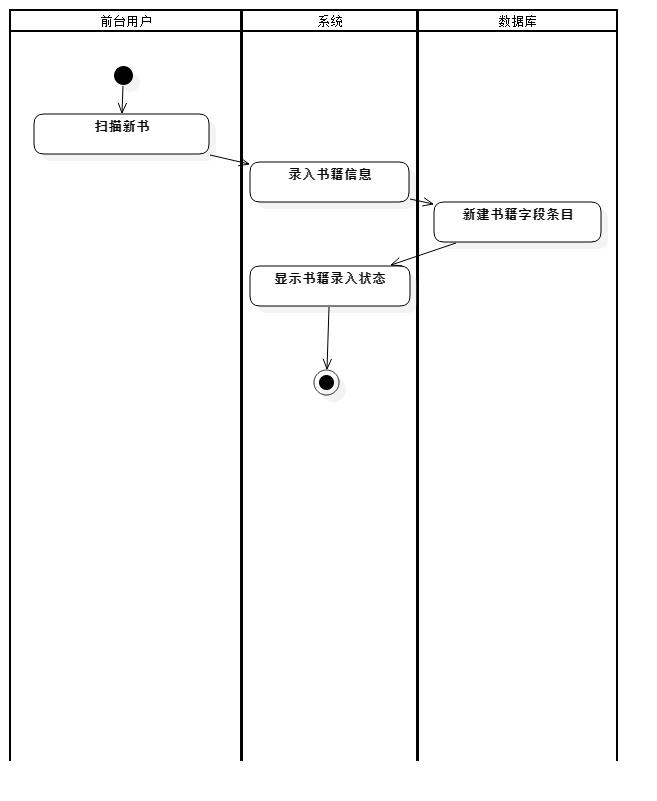 前台用户
系统
数据库
扫描新书
录入书籍信息
新建书籍字段条目
显示书籍录入状态